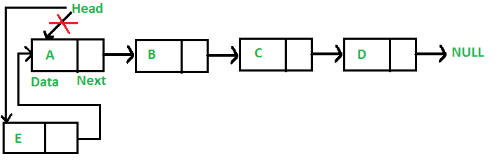 Head
A B C D NULL
Data Next
E